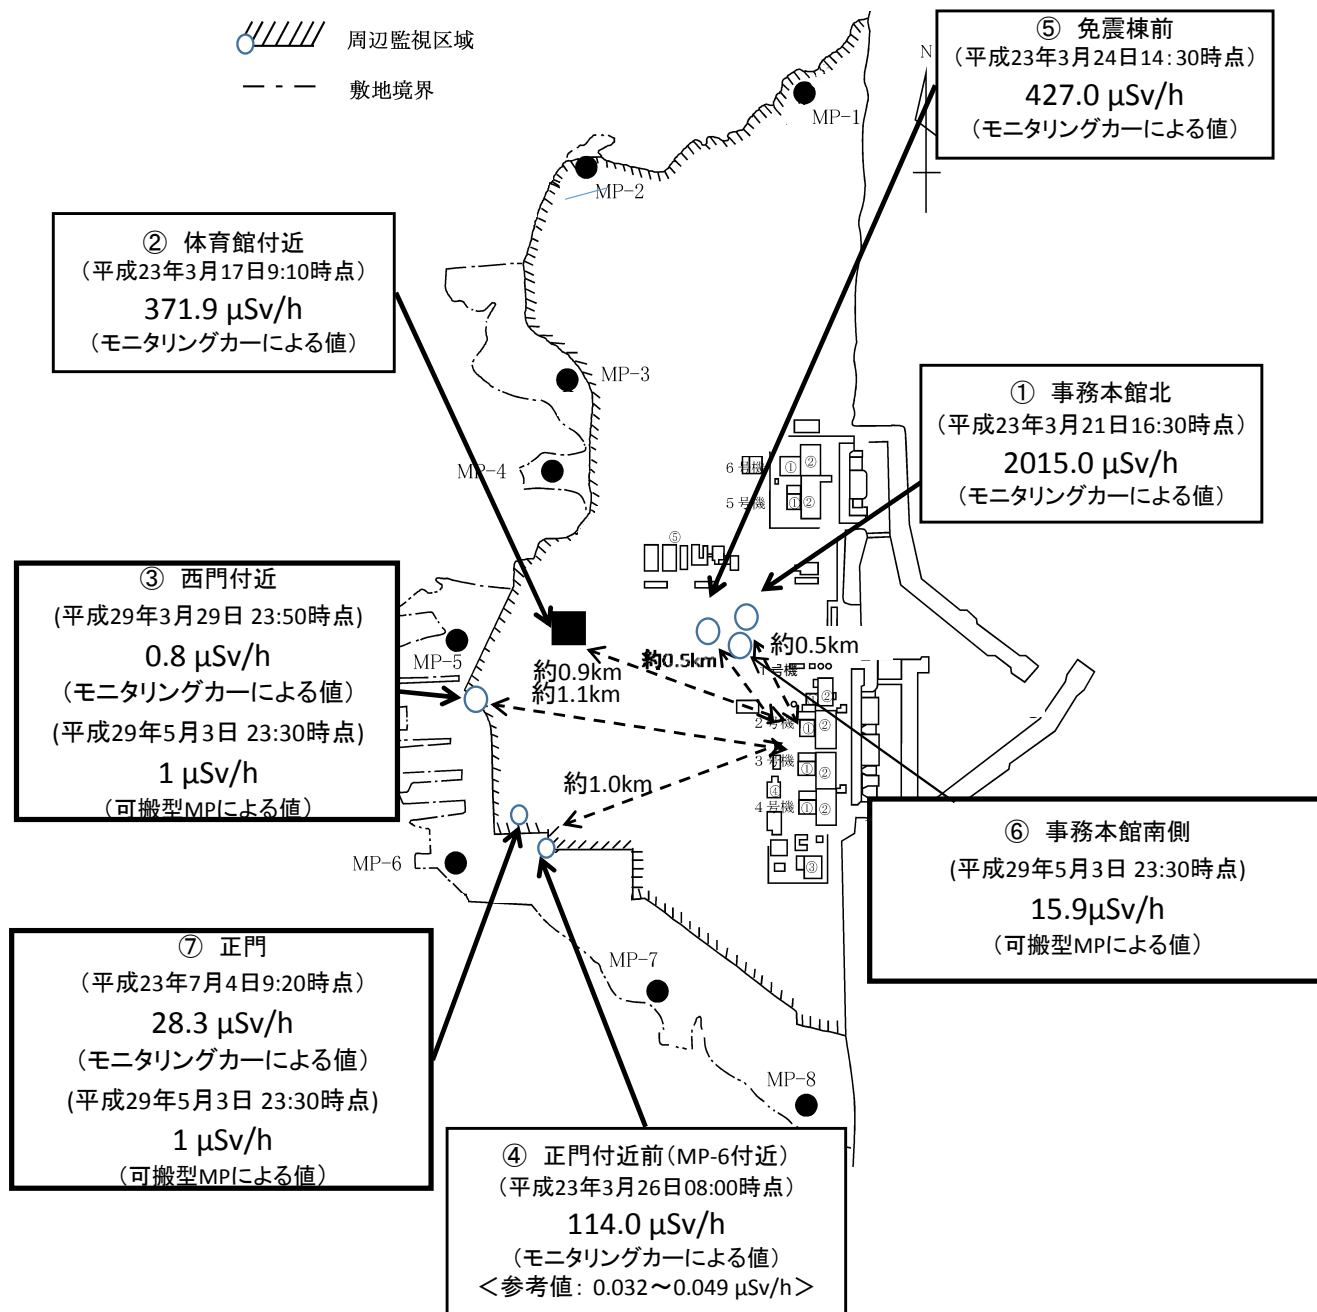 周辺監視区域
敷地境界
⑤ 免震棟前
(平成23年3月24日14:30時点)
427.0 μSv/h
(モニタリングカーによる値)
N
MP-1
MP-2
② 体育館付近
(平成23年3月17日9:10時点)
371.9 μSv/h
(モニタリングカーによる値)
MP-3
① 事務本館北
(平成23年3月21日16:30時点)
2015.0 μSv/h
(モニタリングカーによる値)
MP-4
6号機
①
②
5号機
①
②
⑤
③ 西門付近
(平成29年3月29日 23:50時点)
0.8 μSv/h
(モニタリングカーによる値)
(平成29年5月3日 23:30時点)
1 μSv/h
(可搬型MPによる値)
MP-5
約0.9km
約1.1km
約0.5km
約0.5km
1号機
②
2号機
①
②
3号機
①
②
④
4号機
①
②
③
約1.0km
MP-6
⑥ 事務本館南側
(平成29年5月3日 23:30時点)
15.9μSv/h
(可搬型MPによる値)
⑦ 正門
(平成23年7月4日9:20時点)
28.3 μSv/h
(モニタリングカーによる値)
(平成29年5月3日 23:30時点)
1 μSv/h
(可搬型MPによる値)
MP-7
MP-8
④ 正門付近前(MP-6付近)
(平成23年3月26日08:00時点)
114.0 μSv/h
(モニタリングカーによる値)
<参考値: 0.032~0.049 μSv/h>